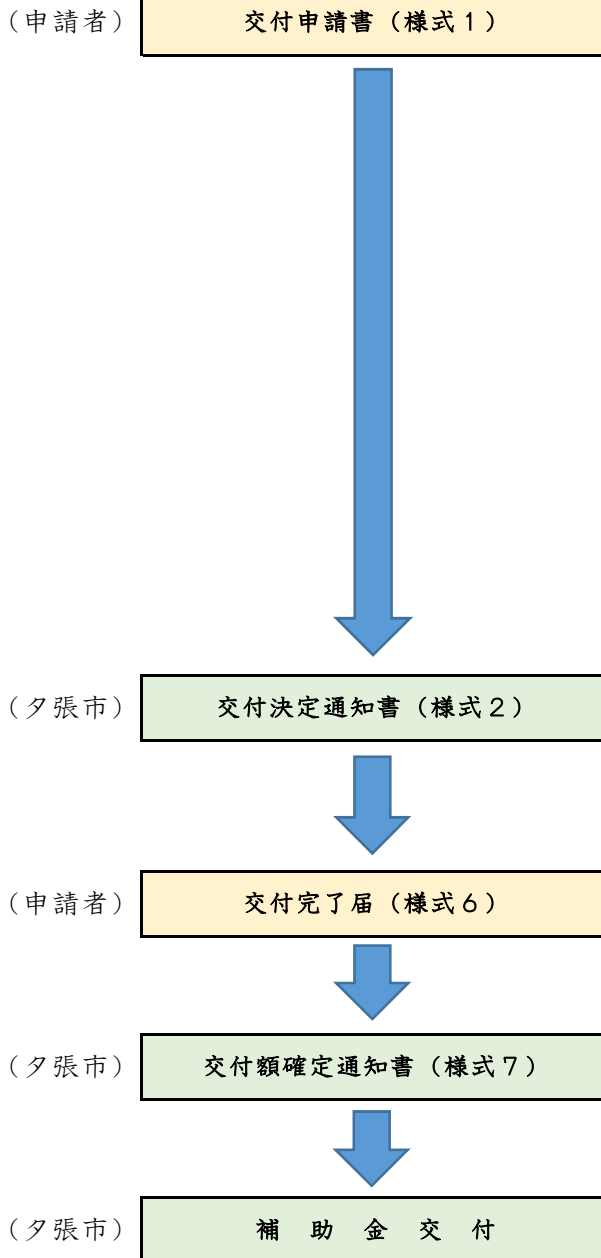 （申請者） 交付申請書（様式１）
（夕張市） 交付決定通知書（様式２）
（申請者） 交付完了届（様式６）
（夕張市） 交付額確定通知書（様式７）
（夕張市） 補　助　金　交　付